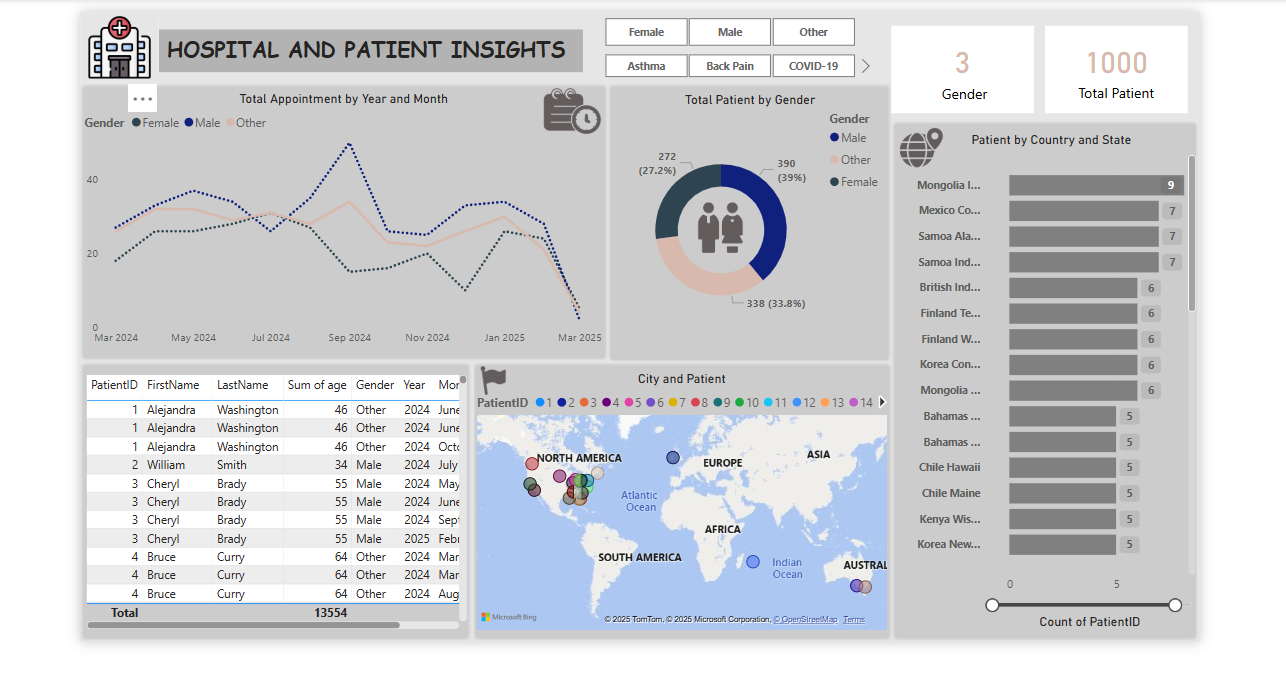 HOSPITAL AND PATIENT INSIGHTS
Female Male Other
Asthma Back Pain COVID-19
3
Gender
1000
Total Patient
Total Appointment by Year and Month
Gender Female Male Other
40
20
0
Mar 2024 May 2024 Jul 2024 Sep 2024 Nov 2024 Jan 2025 Mar 2025
Total Patient by Gender
Gender
Male
Other
Female
272
(27.2%)
390
(39%)
338 (33.8%)
Patient by Country and State
Mongolia I... 9
Mexico Co... 7
Samoa Ala... 7
Samoa Ind... 7
British Ind... 6
Finland Te... 6
Finland W... 6
Korea Con... 6
Mongolia ... 6
Bahamas ... 5
Bahamas ... 5
Chile Hawaii 5
Chile Maine 5
Kenya Wis... 5
Korea New... 5
0 5
Count of PatientID
PatientID FirstName LastName Sum of age Gender Year Mor
1 Alejandra Washington 46 Other 2024 June
1 Alejandra Washington 46 Other 2024 June
1 Alejandra Washington 46 Other 2024 Octo
2 William Smith 34 Male 2024 July
3 Cheryl Brady 55 Male 2024 May
3 Cheryl Brady 55 Male 2024 June
3 Cheryl Brady 55 Male 2024 Sept
3 Cheryl Brady 55 Male 2025 Febr
4 Bruce Curry 64 Other 2024 Mar
4 Bruce Curry 64 Other 2024 Mar
4 Bruce Curry 64 Other 2024 Aug
Total 13554
City and Patient
PatientID 1 2 3 4 5 6 7 8 9 10 11 12 13 14
NORTH AMERICA
EUROPE
ASIA
Atlantic
Ocean
AFRICA
SOUTH AMERICA
Indian
Ocean
AUSTRAL
Microsoft Bing
© 2025 TomTom, © 2025 Microsoft Corporation, © OpenStreetMap Terms